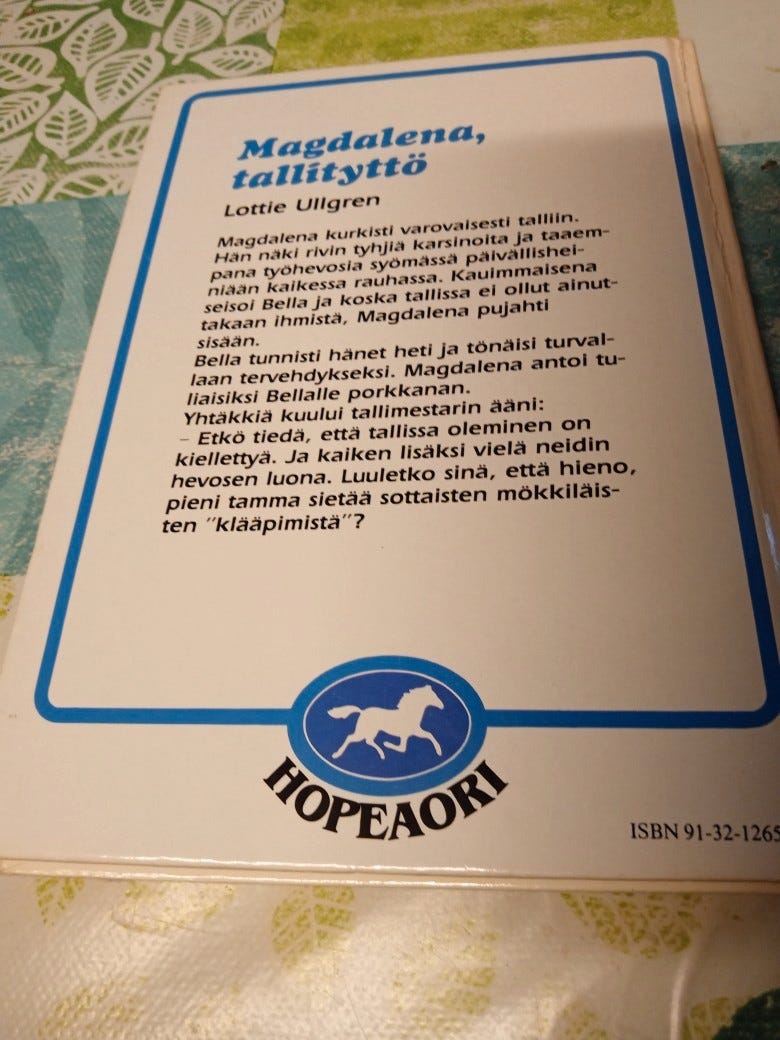 Magdalena,
tallityttö
Lottie Ullgren
Magdalena kurkisti varovaisesti talliin.
Hän näki rivin tyhjiä karsinoita ja taaem-
pana työhevosia syömässä päivällishei-
niään kaikessa rauhassa. Kauimmaisena
seisoi Bella ja koska tallissa ei ollut ainut-
takaan ihmistä, Magdalena pujahti
sisään.
Bella tunnisti hänet heti ja tönäisi turval-
laan tervehdykseksi. Magdalena antoi tu-
liaisiksi Bellalle porkkanan.
Yhtäkkiä kuului tallimestarin ääni:
– Etkö tiedä, että tallissa oleminen on
kiellettyä. Ja kaiken lisäksi vielä neidin
hevosen luona. Luuletko sinä, että hieno,
pieni tamma sietää sottaisten mökkiläis-
ten "klääpimistä"?
HOPEAORI
ISBN 91-32-1265